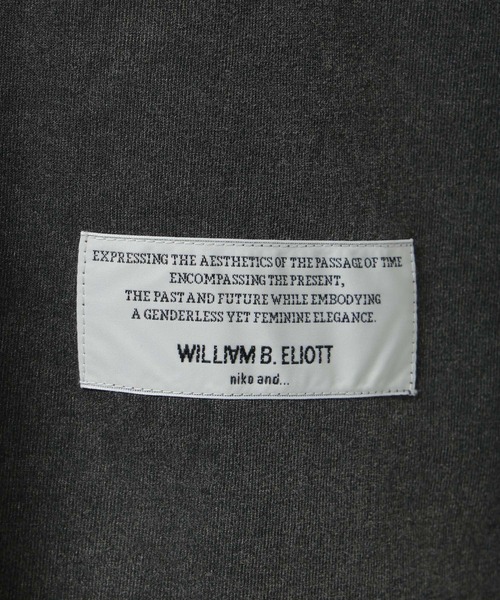 EXPRESSING THE AESTHETICS OF THE PASSAGE OF TIME
ENCOMPASSING THE PRESENT,
THE PAST AND FUTURE WHILE EMBODYING
A GENDERLESS YET FEMININE ELEGANCE.
WILLIAM B. ELIOTT
niko and...